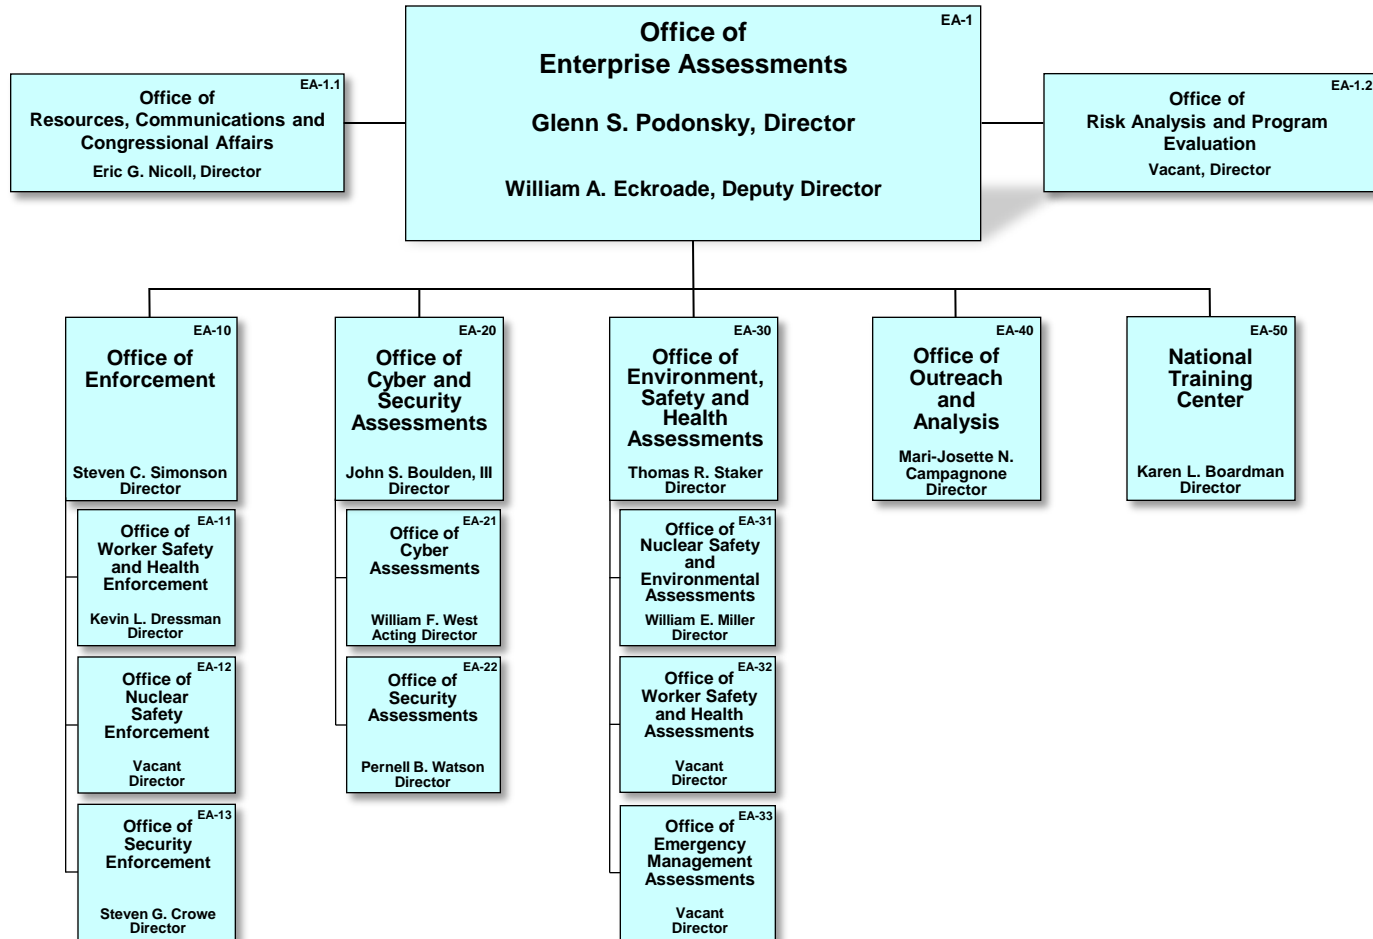 EA-1
Office of
Enterprise Assessments
Glenn S. Podonsky, Director
William A. Eckroade, Deputy Director
EA-1.1
Office of
Resources, Communications and
Congressional Affairs
Eric G. Nicoll, Director
EA-1.2
Office of
Risk Analysis and Program
Evaluation
Vacant, Director
EA-10
Office of
Enforcement
Steven C. Simonson
Director
EA-11
Office of
Worker Safety
and Health
Enforcement
Kevin L. Dressman
Director
EA-12
Office of
Nuclear
Safety
Enforcement
Vacant
Director
EA-13
Office of
Security
Enforcement
Steven G. Crowe
Director
EA-20
Office of
Cyber and
Security
Assessments
John S. Boulden, III
Director
EA-21
Office of
Cyber
Assessments
William F. West
Acting Director
EA-22
Office of
Security
Assessments
Pernell B. Watson
Director
EA-30
Office of
Environment,
Safety and
Health
Assessments
Thomas R. Staker
Director
EA-31
Office of
Nuclear Safety
and
Environmental
Assessments
William E. Miller
Director
EA-32
Office of
Worker Safety
and Health
Assessments
Vacant
Director
EA-33
Office of
Emergency
Management
Assessments
Vacant
Director
EA-40
Office of
Outreach
and
Analysis
Mari-Josette N.
Campagnone
Director
EA-50
National
Training
Center
Karen L. Boardman
Director